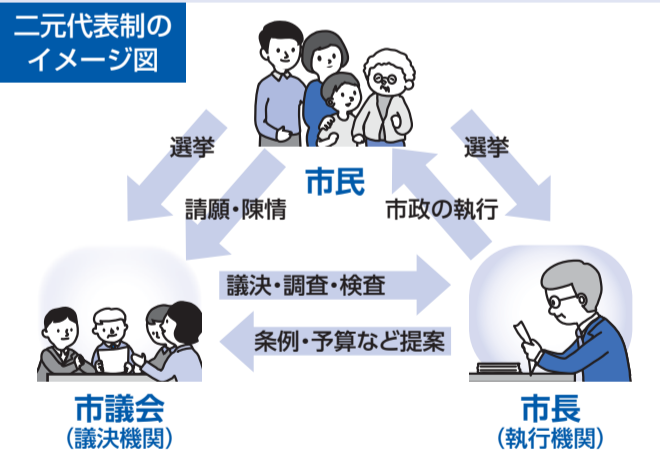 二元代表制の
イメージ図
選挙
選挙
市民
請願・陳情
市政の執行
議決・調査・検査
条例・予算など提案
市議会
（議決機関）
市長
（執行機関）